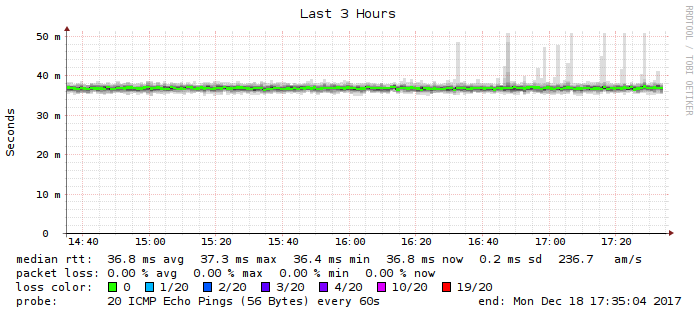 Last 3 Hours
RRDTOOL / TOBI OETIKER
Seconds
50 m
40 m
30 m
20 m
10 m
0
14:40 15:00 15:20 15:40 16:00 16:20 16:40 17:00 17:20
median rtt: 36.8 ms avg 37.3 ms max 36.4 ms min 36.8 ms now 0.2 ms sd 236.7 am/s
packet loss: 0.00 % avg 0.00 % max 0.00 % min 0.00 % now
loss color: 0 1/20 2/20 3/20 4/20 10/20 19/20
probe: 20 ICMP Echo Pings (56 Bytes) every 60s end: Mon Dec 18 17:35:04 2017